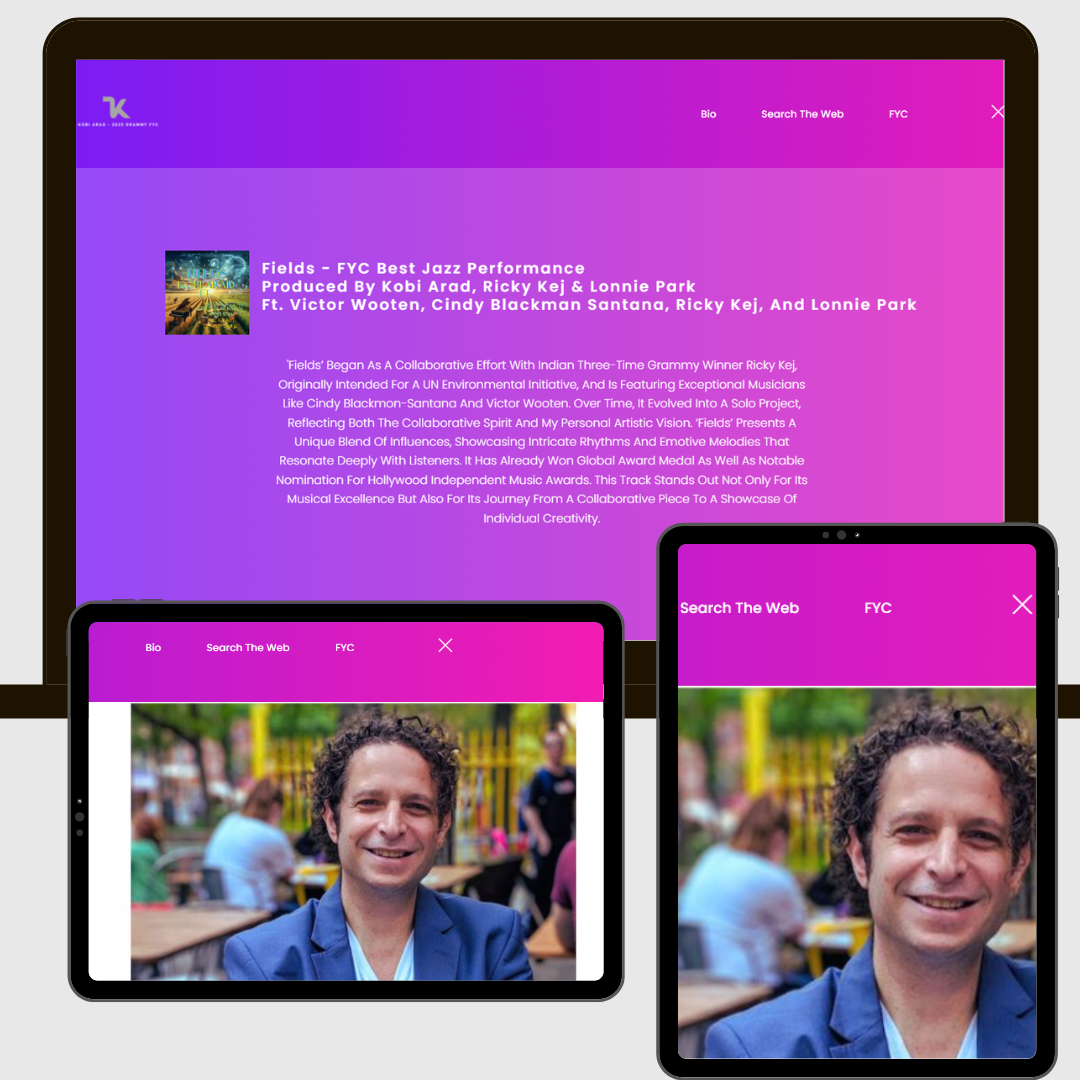 KOBI ARAD - 2025 GRAMMY FYC
Bio
Search The Web
FYC
Fields - FYC Best Jazz Performance
Produced By Kobi Arad, Ricky Kej & Lonnie Park
Ft. Victor Wooten, Cindy Blackman Santana, Ricky Kej, And Lonnie Park
'Fields' Began As A Collaborative Effort With Indian Three-Time Grammy Winner Ricky Kej,
Originally Intended For A UN Environmental Initiative, And Is Featuring Exceptional Musicians
Like Cindy Blackmon-Santana And Victor Wooten. Over Time, It Evolved Into A Solo Project,
Reflecting Both The Collaborative Spirit And My Personal Artistic Vision. 'Fields' Presents A
Unique Blend Of Influences, Showcasing Intricate Rhythms And Emotive Melodies That
Resonate Deeply With Listeners. It Has Already Won Global Award Medal As Well As Notable
Nomination For Hollywood Independent Music Awards. This Track Stands Out Not Only For Its
Musical Excellence But Also For Its Journey From A Collaborative Piece To A Showcase Of
Individual Creativity.
Bio
Search The Web
FYC
Search The Web
FYC